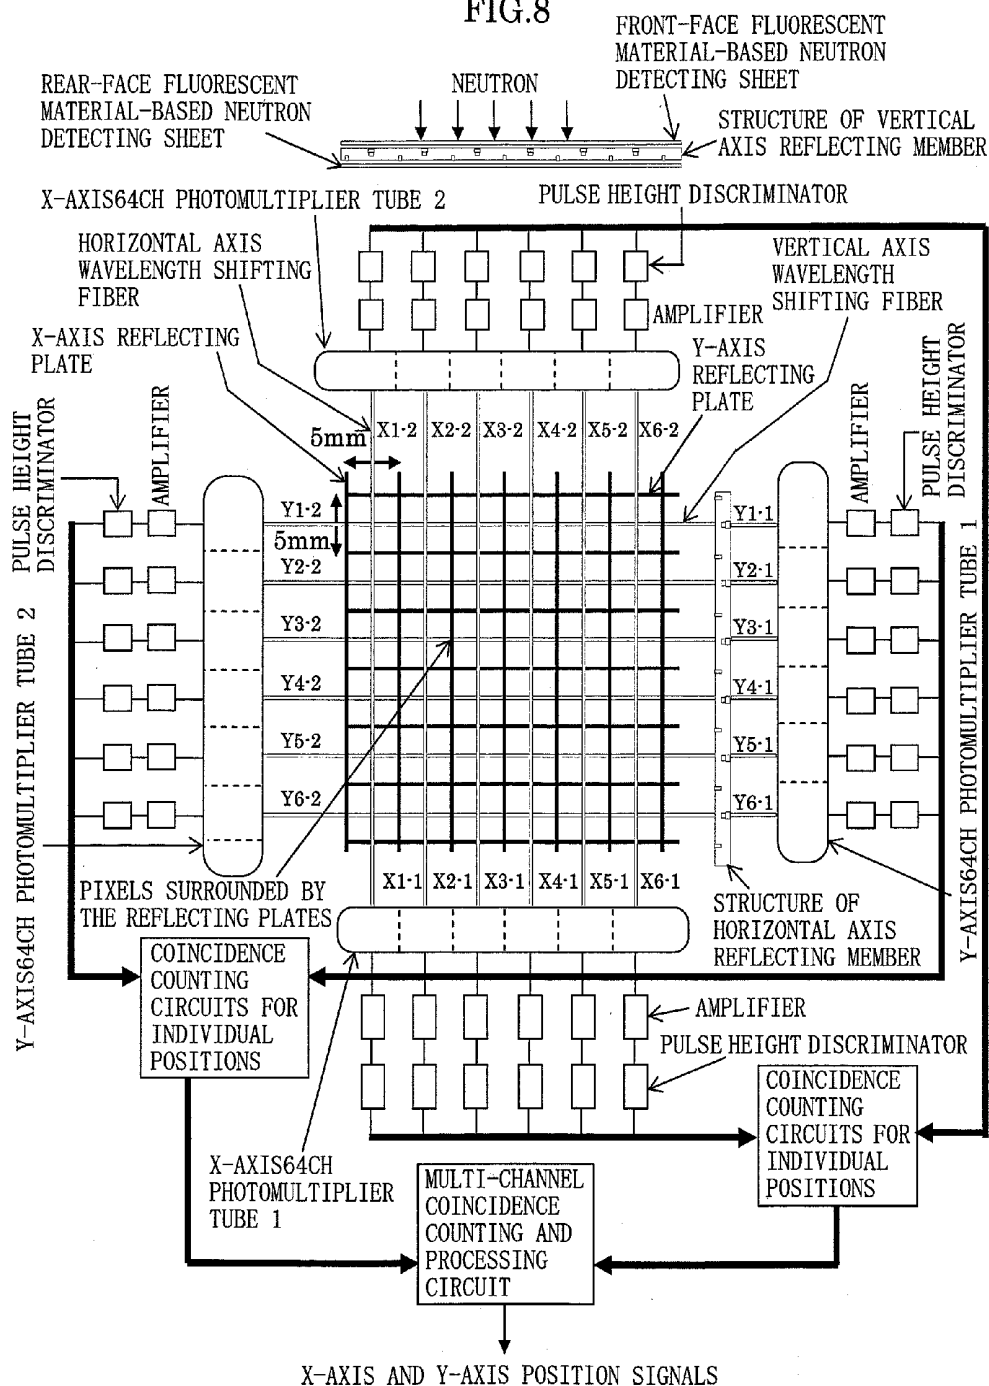 FIG.8
FRONT-FACE FLUORESCENT
MATERIAL-BASED NEUTRON
DETECTING SHEET
REAR-FACE FLUORESCENT
MATERIAL-BASED NEUTRON
DETECTING SHEET
NEUTRON
STRUCTURE OF VERTICAL
AXIS REFLECTING MEMBER
X-AXIS64CH PHOTOMULTIPLIER TUBE 2
PULSE HEIGHT DISCRIMINATOR
HORIZONTAL AXIS
WAVELENGTH SHIFTING
FIBER
VERTICAL AXIS
WAVELENGTH
SHIFTING FIBER
AMPLIFIER
X-AXIS REFLECTING
PLATE
Y-AXIS
REFLECTING
PLATE
PULSE HEIGHT
DISCRIMINATOR
AMPLIFIER
AMPLIFIER
PULSE HEIGHT
DISCRIMINATOR
5mm
X1-2 X2-2 X3-2 X4-2 X5-2 X6-2
Y1-2
5mm
Y2-2
Y3-2
Y4-2
Y5-2
Y6-2
Y1-1
Y2-1
Y3-1
Y4-1
Y5-1
Y6-1
Y-AXIS64CH PHOTOMULTIPLIER TUBE 2
Y-AXIS64CH PHOTOMULTIPLIER TUBE 1
X1-1 X2-1 X3-1 X4-1 X5-1 X6-1
PIXELS SURROUNDED BY
THE REFLECTING PLATES
STRUCTURE OF
HORIZONTAL AXIS
REFLECTING MEMBER
COINCIDENCE
COUNTING
CIRCUITS FOR
INDIVIDUAL
POSITIONS
AMPLIFIER
PULSE HEIGHT DISCRIMINATOR
COINCIDENCE
COUNTING
CIRCUITS FOR
INDIVIDUAL
POSITIONS
X-AXIS64CH
PHOTOMULTIPLIER
TUBE 1
MULTI-CHANNEL
COINCIDENCE
COUNTING AND
PROCESSING
CIRCUIT
X-AXIS AND Y-AXIS POSITION SIGNALS